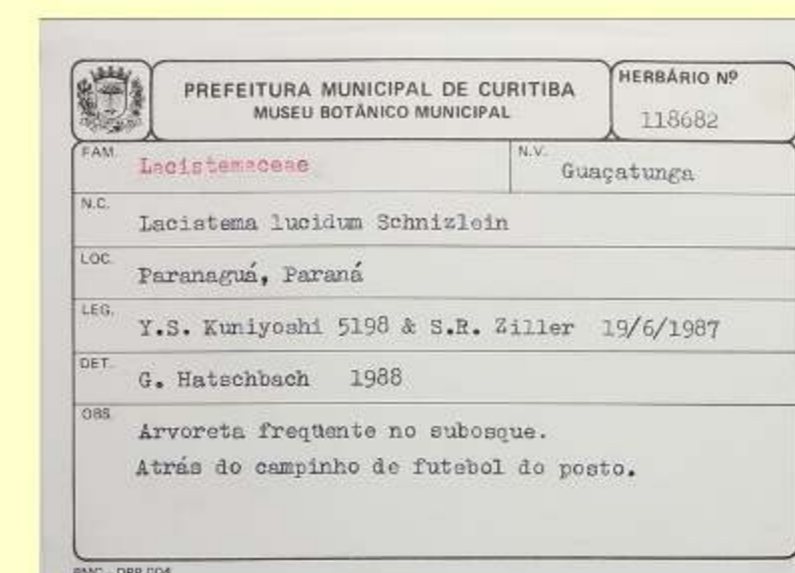 PREFEITURA MUNICIPAL DE CURITIBA
MUSEU BOTÂNICO MUNICIPAL
HERBÁRIO Nº
118682
FAM. Lacistemaceae
N.V. Guaçatunga
N.C. Lacistema lucidum Schnizlein
LOC. Paranaguá, Paraná
LEG. Y.S. Kuniyoshi 5198 & S.R. Ziller 19/6/1987
DET. G. Hatschbach 1988
OBS. Arvoreta freqüente no subosque.
Atrás do campinho de futebol do posto.